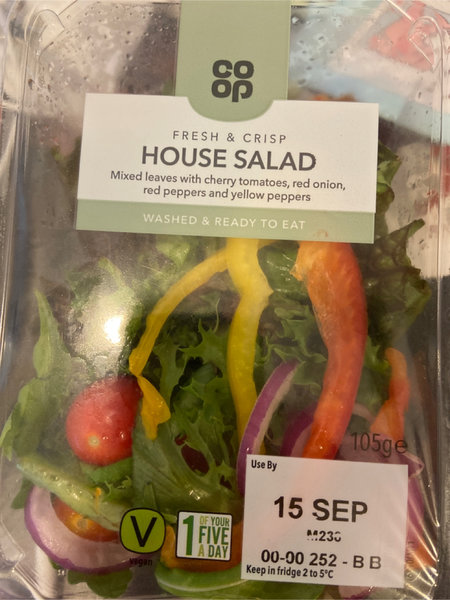 CO
OP
FRESH & CRISP
HOUSE SALAD
Mixed leaves with cherry tomatoes, red onion,
red peppers and yellow peppers
WASHED & READY TO EAT
105g℮
Use By
15 SEP
M238
00-00 252 - B B
Keep in fridge 2 to 5°C
V
vegan
1 OF YOUR
FIVE
A DAY